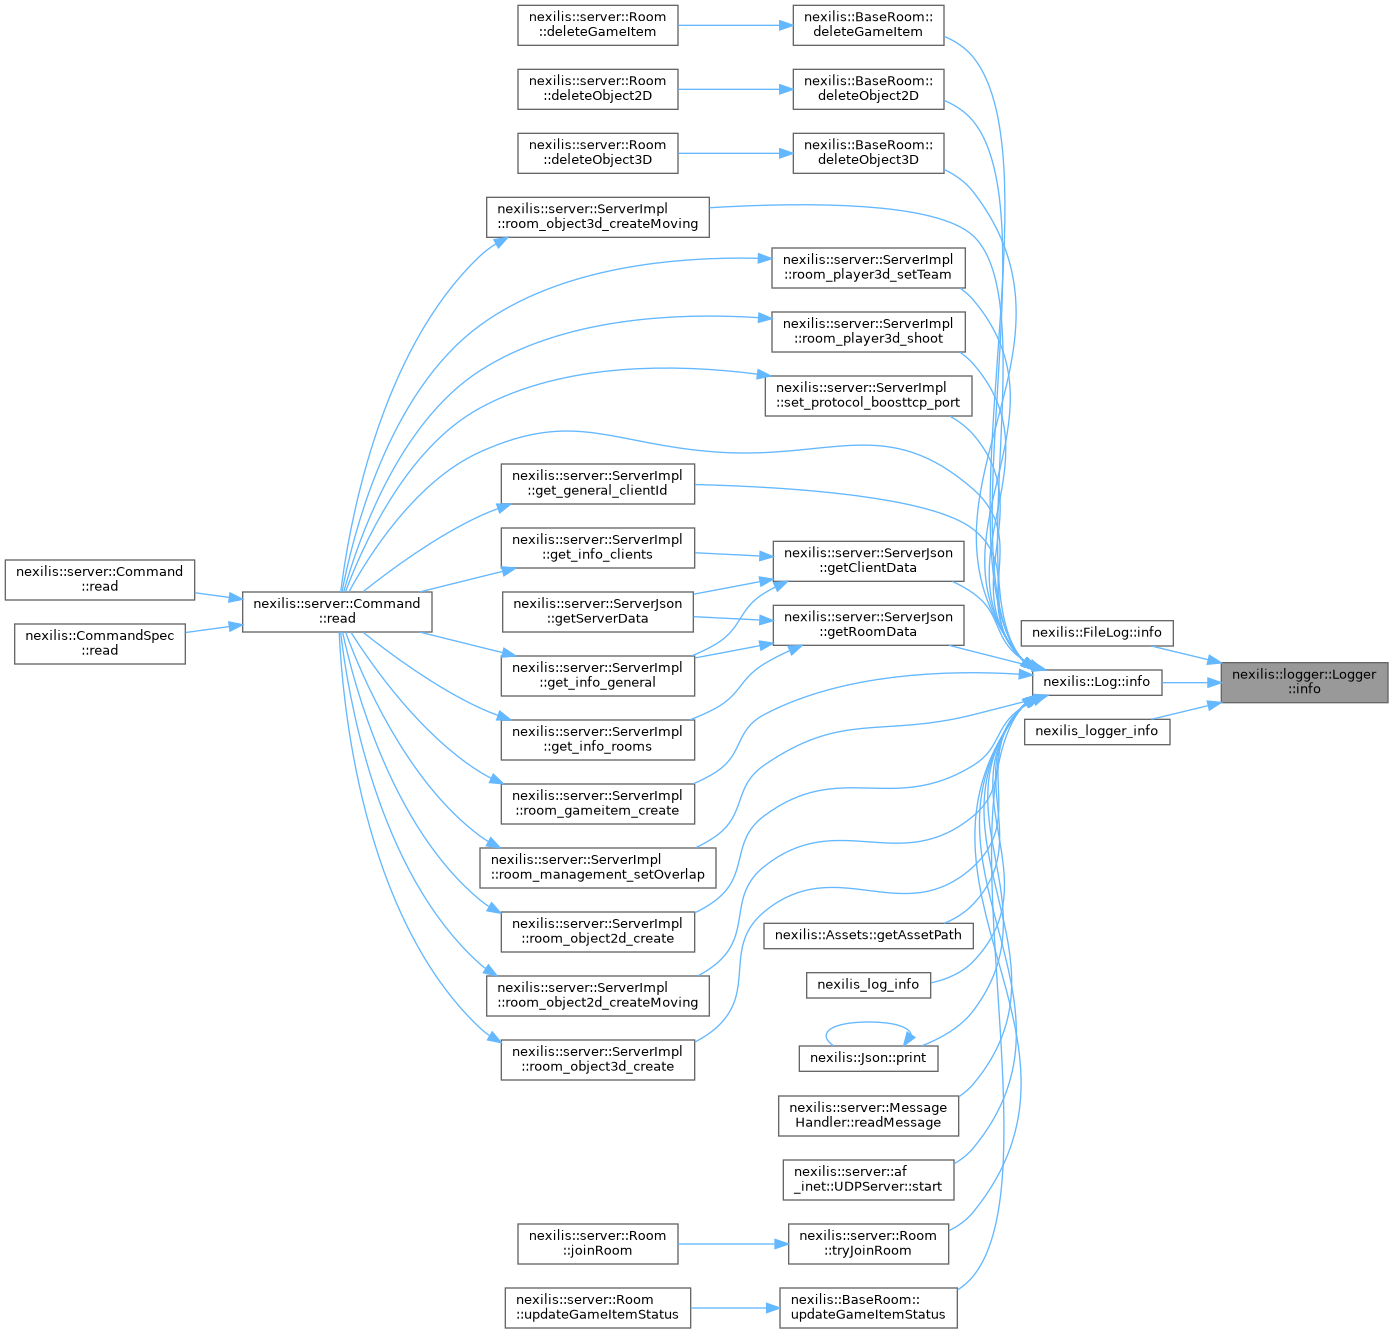 nexilis::server::Room
::deleteGameItem
nexilis::BaseRoom::
deleteGameItem
nexilis::server::Room
::deleteObject2D
nexilis::BaseRoom::
deleteObject2D
nexilis::server::Room
::deleteObject3D
nexilis::BaseRoom::
deleteObject3D
nexilis::server::ServerImpl
::room_object3d_createMoving
nexilis::server::ServerImpl
::room_player3d_setTeam
nexilis::server::ServerImpl
::room_player3d_shoot
nexilis::server::ServerImpl
::set_protocol_boosttcp_port
nexilis::server::ServerImpl
::get_general_clientId
nexilis::server::ServerImpl
::get_info_clients
nexilis::server::ServerJson
::getClientData
nexilis::server::Command
::read
nexilis::server::Command
::read
nexilis::server::ServerJson
::getServerData
nexilis::server::ServerJson
::getRoomData
nexilis::CommandSpec
::read
nexilis::FileLog::info
nexilis::server::ServerImpl
::get_info_general
nexilis::Log::info
nexilis::logger::Logger
::info
nexilis_logger_info
nexilis::server::ServerImpl
::get_info_rooms
nexilis::server::ServerImpl
::room_gameitem_create
nexilis::server::ServerImpl
::room_management_setOverlap
nexilis::server::ServerImpl
::room_object2d_create
nexilis::Assets::getAssetPath
nexilis::server::ServerImpl
::room_object2d_createMoving
nexilis_log_info
nexilis::server::ServerImpl
::room_object3d_create
nexilis::Json::print
nexilis::server::Message
Handler::readMessage
nexilis::server::af
_inet::UDPServer::start
nexilis::server::Room
::joinRoom
nexilis::server::Room
::tryJoinRoom
nexilis::server::Room
::updateGameItemStatus
nexilis::BaseRoom::
updateGameItemStatus